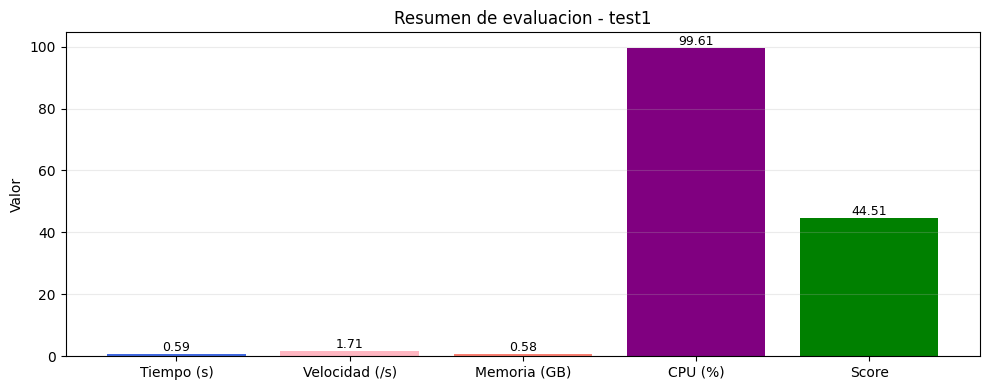 Resumen de evaluacion - test1
Valor
100
80
60
40
20
0
0.59
1.71
0.58
99.61
44.51
Tiempo (s)
Velocidad (/s)
Memoria (GB)
CPU (%)
Score